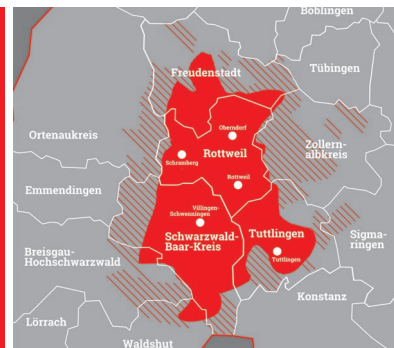 Böblingen
Freudenstadt
Tübingen
Oberndorf
Ortenaukreis
Zollern-
albkreis
Schramberg
Rottweil
Rottweil
Emmendingen
Villingen-
Schwenningen
Schwarzwald-
Baar-Kreis
Tuttlingen
Sigma-
ringen
Breisgau-
Hochschwarzwald
Tuttlingen
Konstanz
Lörrach
Waldshut